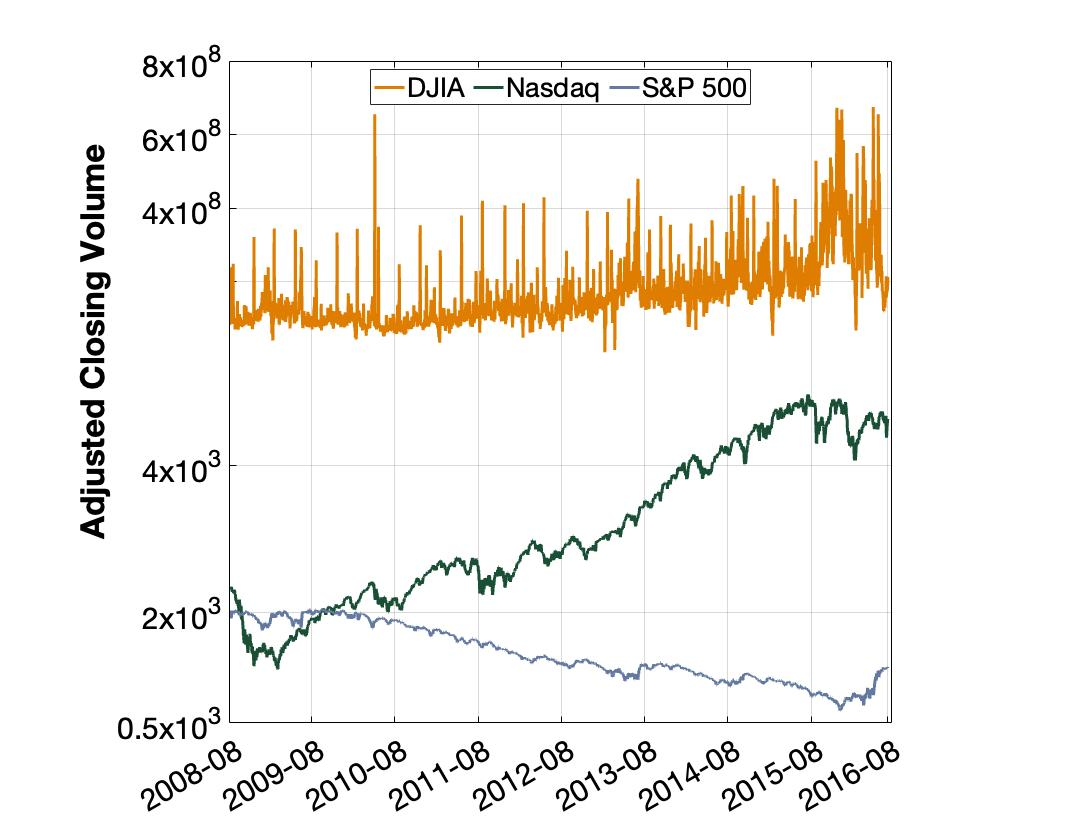 8x10^8
DJIA Nasdaq S&P 500
6x10^8
4x10^8
Adjusted Closing Volume
4x10^3
2x10^3
0.5x10^3
2008-08 2009-08 2010-08 2011-08 2012-08 2013-08 2014-08 2015-08 2016-08